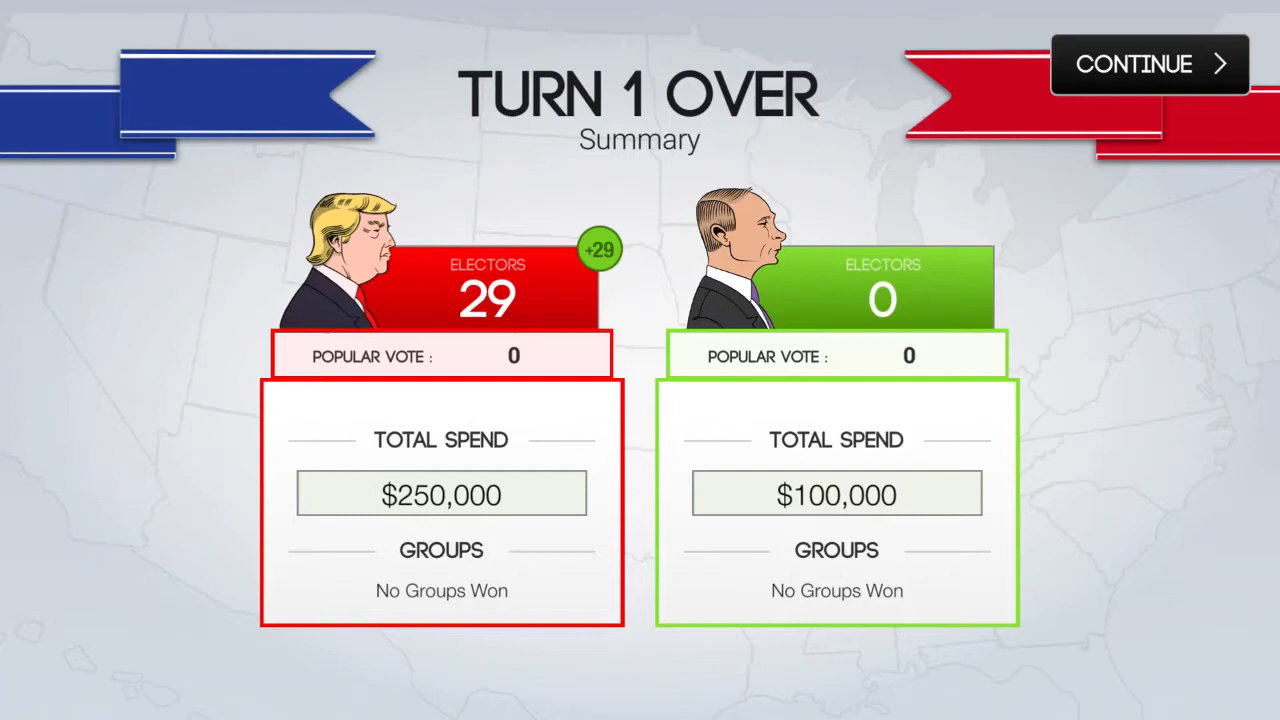 CONTINUE
TURN 1 OVER
Summary
+29
ELECTORS
29
POPULAR VOTE : 0
TOTAL SPEND
$250,000
GROUPS
No Groups Won
ELECTORS
0
POPULAR VOTE : 0
TOTAL SPEND
$100,000
GROUPS
No Groups Won